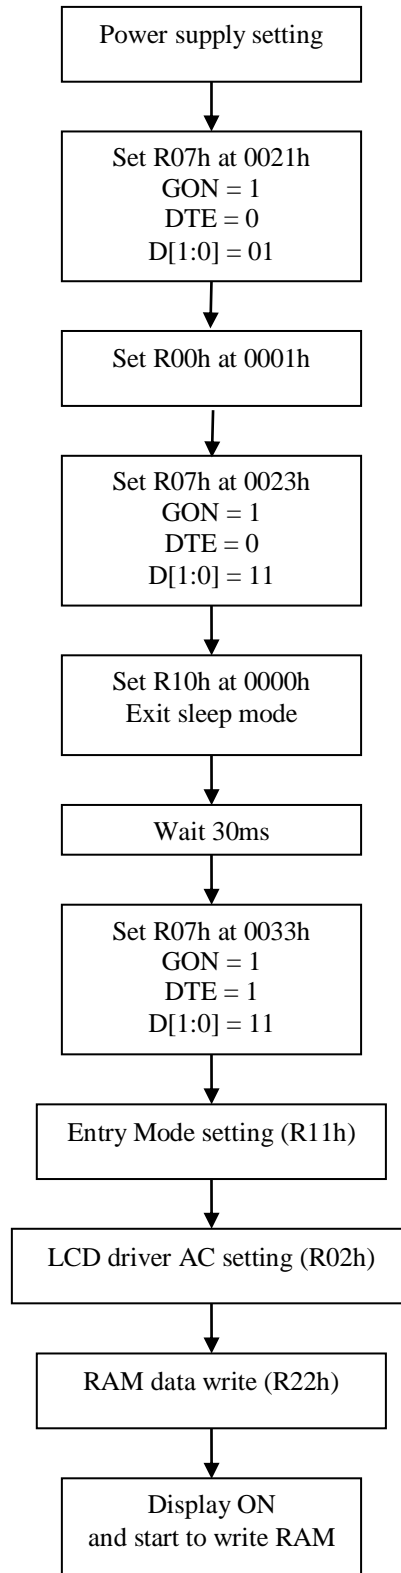 Power supply setting
Set R07h at 0021h
GON = 1
DTE = 0
D[1:0] = 01
Set R00h at 0001h
Set R07h at 0023h
GON = 1
DTE = 0
D[1:0] = 11
Set R10h at 0000h
Exit sleep mode
Wait 30ms
Set R07h at 0033h
GON = 1
DTE = 1
D[1:0] = 11
Entry Mode setting (R11h)
LCD driver AC setting (R02h)
RAM data write (R22h)
Display ON
and start to write RAM